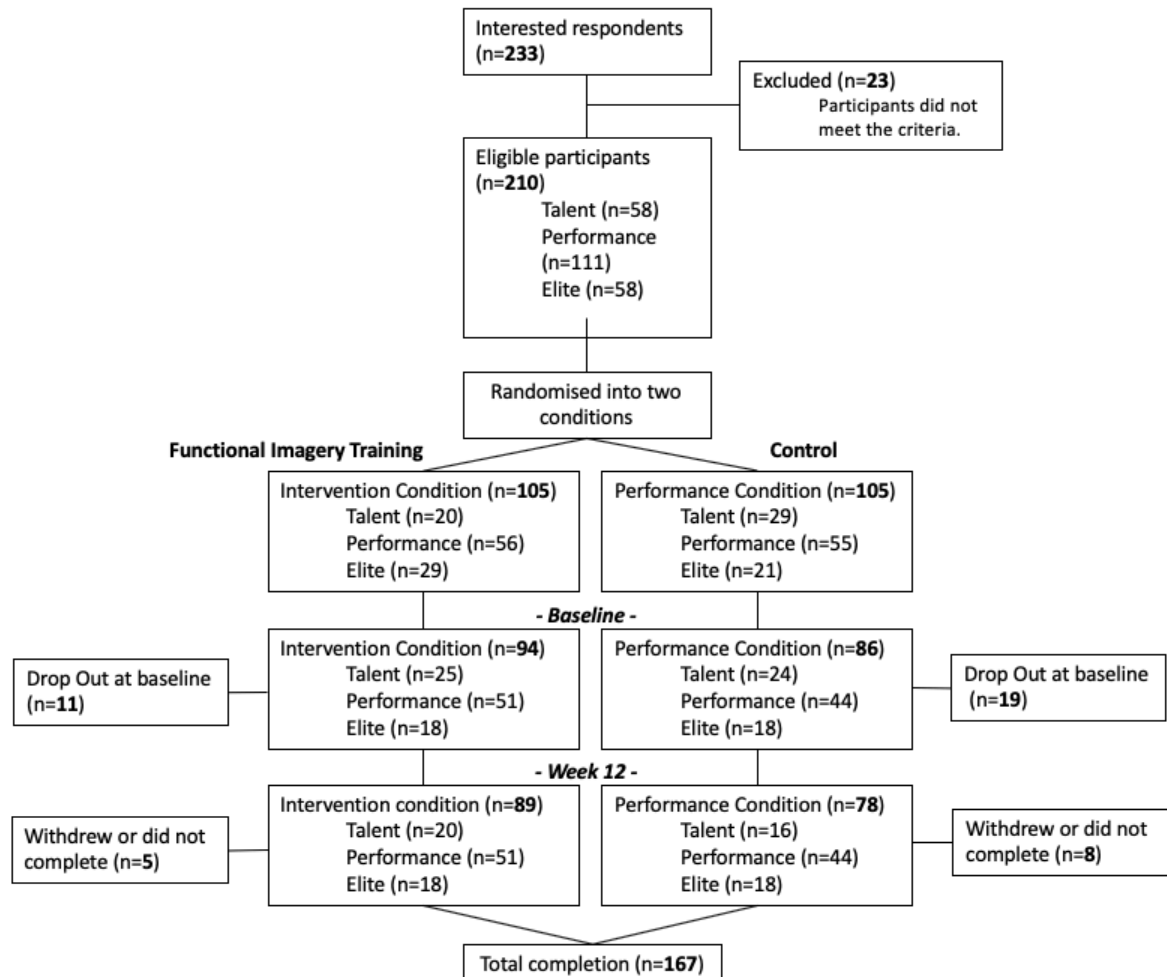 Interested respondents
(n=233)
Excluded (n=23)
Participants did not
meet the criteria.
Eligible participants
(n=210)
Talent (n=58)
Performance
(n=111)
Elite (n=58)
Randomised into two
conditions
Functional Imagery Training
Control
Intervention Condition (n=105)
Talent (n=20)
Performance (n=56)
Elite (n=29)
Performance Condition (n=105)
Talent (n=29)
Performance (n=55)
Elite (n=21)
- Baseline -
Drop Out at baseline
(n=11)
Intervention Condition (n=94)
Talent (n=25)
Performance (n=51)
Elite (n=18)
Performance Condition (n=86)
Talent (n=24)
Performance (n=44)
Elite (n=18)
Drop Out at baseline
(n=19)
- Week 12 -
Withdrew or did not
complete (n=5)
Intervention condition (n=89)
Talent (n=20)
Performance (n=51)
Elite (n=18)
Performance Condition (n=78)
Talent (n=16)
Performance (n=44)
Elite (n=18)
Withdrew or did not
complete (n=8)
Total completion (n=167)